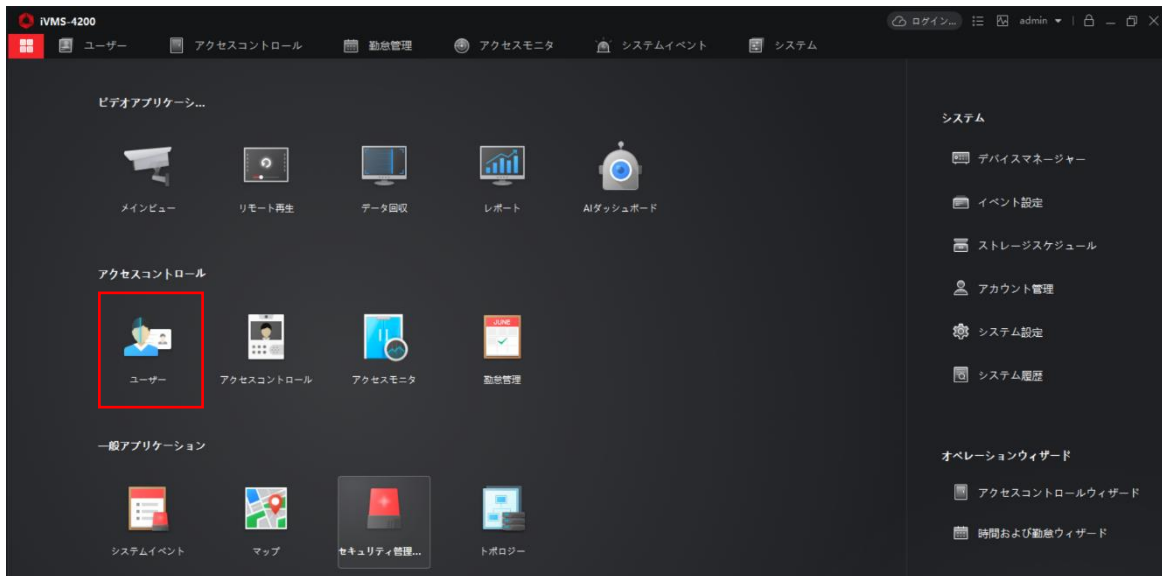 iVMS-4200
ログイン...
admin
ユーザー
アクセスコントロール
勤怠管理
アクセスモニタ
システムイベント
システム
ビデオアプリケーシ...
メインビュー
リモート再生
データ回収
レポート
AIダッシュボード
アクセスコントロール
JUNE
ユーザー
アクセスコントロール
アクセスモニタ
勤怠管理
一般アプリケーション
システムイベント
マップ
セキュリティ管理...
トポロジー
システム
デバイスマネージャー
イベント設定
ストレージスケジュール
アカウント管理
システム設定
システム履歴
オペレーションウィザード
アクセスコントロールウィザード
時間および勤怠ウィザード